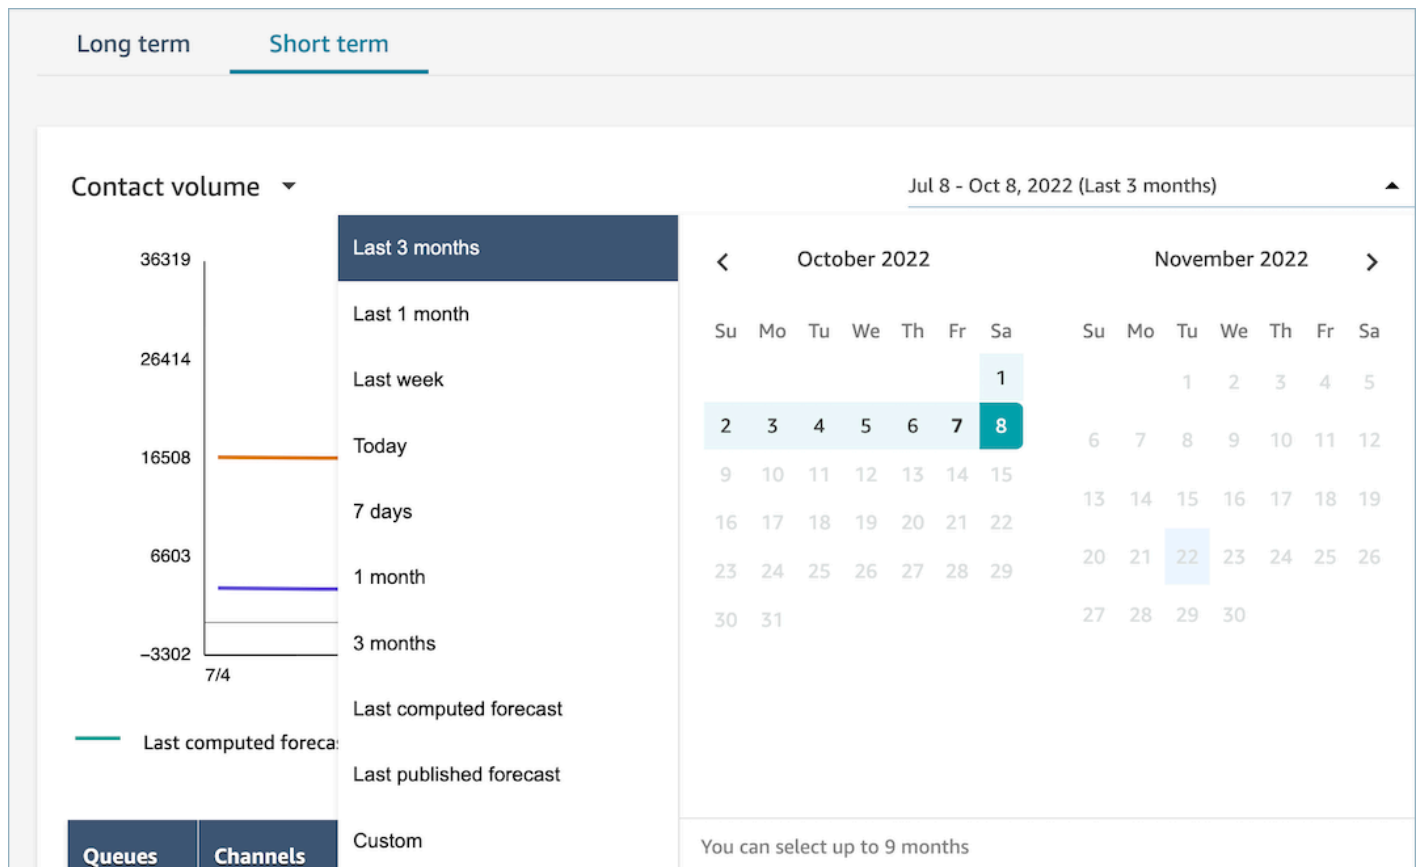 Long term
Short term
Contact volume
Jul 8 - Oct 8, 2022 (Last 3 months)
36319
26414
16508
6603
−3302
7/4
Last computed foreca
Queues
Channels
Last 3 months
Last 1 month
Last week
Today
7 days
1 month
3 months
Last computed forecast
Last published forecast
Custom
October 2022
Su Mo Tu We Th Fr Sa
1
2 3 4 5 6 7 8
9 10 11 12 13 14 15
16 17 18 19 20 21 22
23 24 25 26 27 28 29
30 31
November 2022
Su Mo Tu We Th Fr Sa
1 2 3 4 5
6 7 8 9 10 11 12
13 14 15 16 17 18 19
20 21 22 23 24 25 26
27 28 29 30
You can select up to 9 months